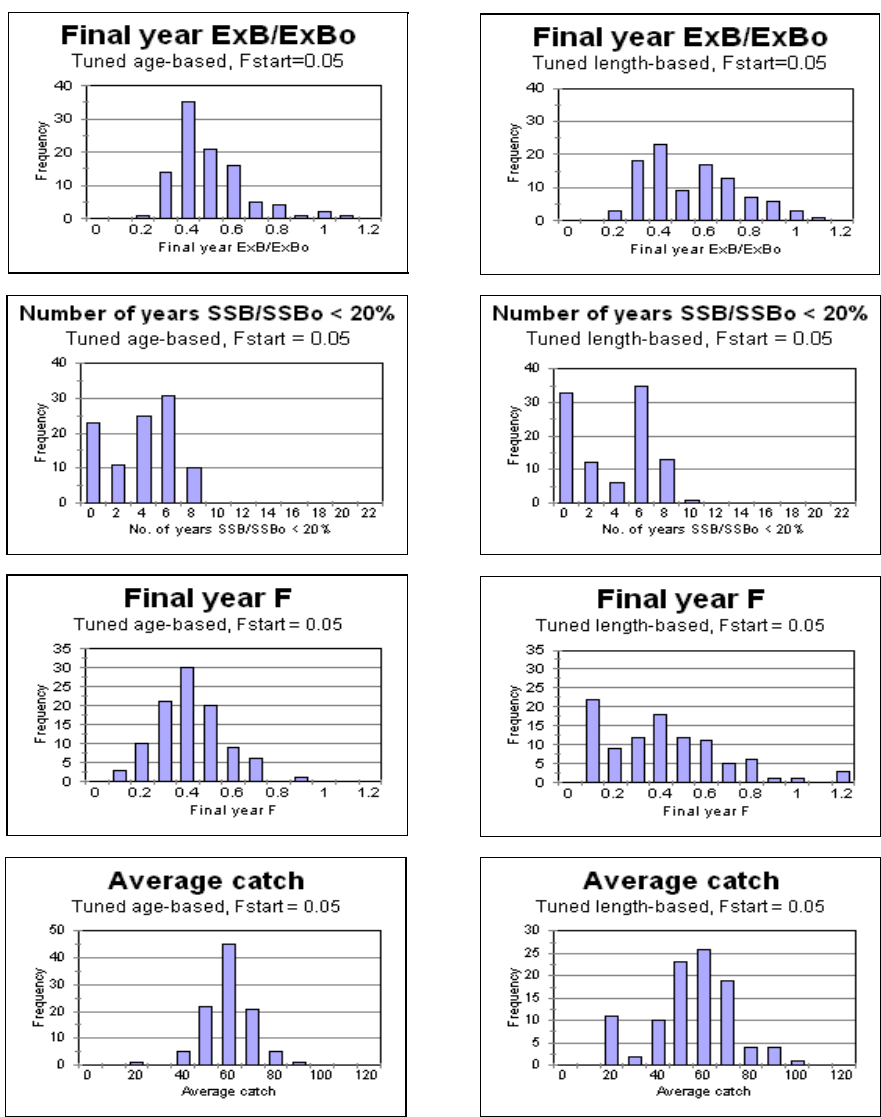 Final year ExB/ExBo
Tuned age-based, Fstart=0.05
40
30
20
10
0
Frequency
0 0.2 0.4 0.6 0.8 1 1.2
Final year ExB/ExBo
Final year ExB/ExBo
Tuned length-based, Fstart=0.05
40
30
20
10
0
Frequency
0 0.2 0.4 0.6 0.8 1 1.2
Final year ExB/ExBo
Number of years SSB/SSBo < 20%
Tuned age-based, Fstart = 0.05
40
30
20
10
0
Frequency
0 2 4 6 8 10 12 14 16 18 20 22
No. of years SSB/SSBo < 20%
Number of years SSB/SSBo < 20%
Tuned length-based, Fstart = 0.05
40
30
20
10
0
Frequency
0 2 4 6 8 10 12 14 16 18 20 22
No. of years SSB/SSBo < 20%
Final year F
Tuned age-based, Fstart = 0.05
35
30
25
20
15
10
5
0
Frequency
0 0.2 0.4 0.6 0.8 1 1.2
Final year F
Final year F
Tuned length-based, Fstart = 0.05
35
30
25
20
15
10
5
0
Frequency
0 0.2 0.4 0.6 0.8 1 1.2
Final year F
Average catch
Tuned age-based, Fstart = 0.05
50
40
30
20
10
0
Frequency
0 20 40 60 80 100 120
Average catch
Average catch
Tuned length-based, Fstart = 0.05
30
25
20
15
10
5
0
Frequency
0 20 40 60 80 100 120
Average catch